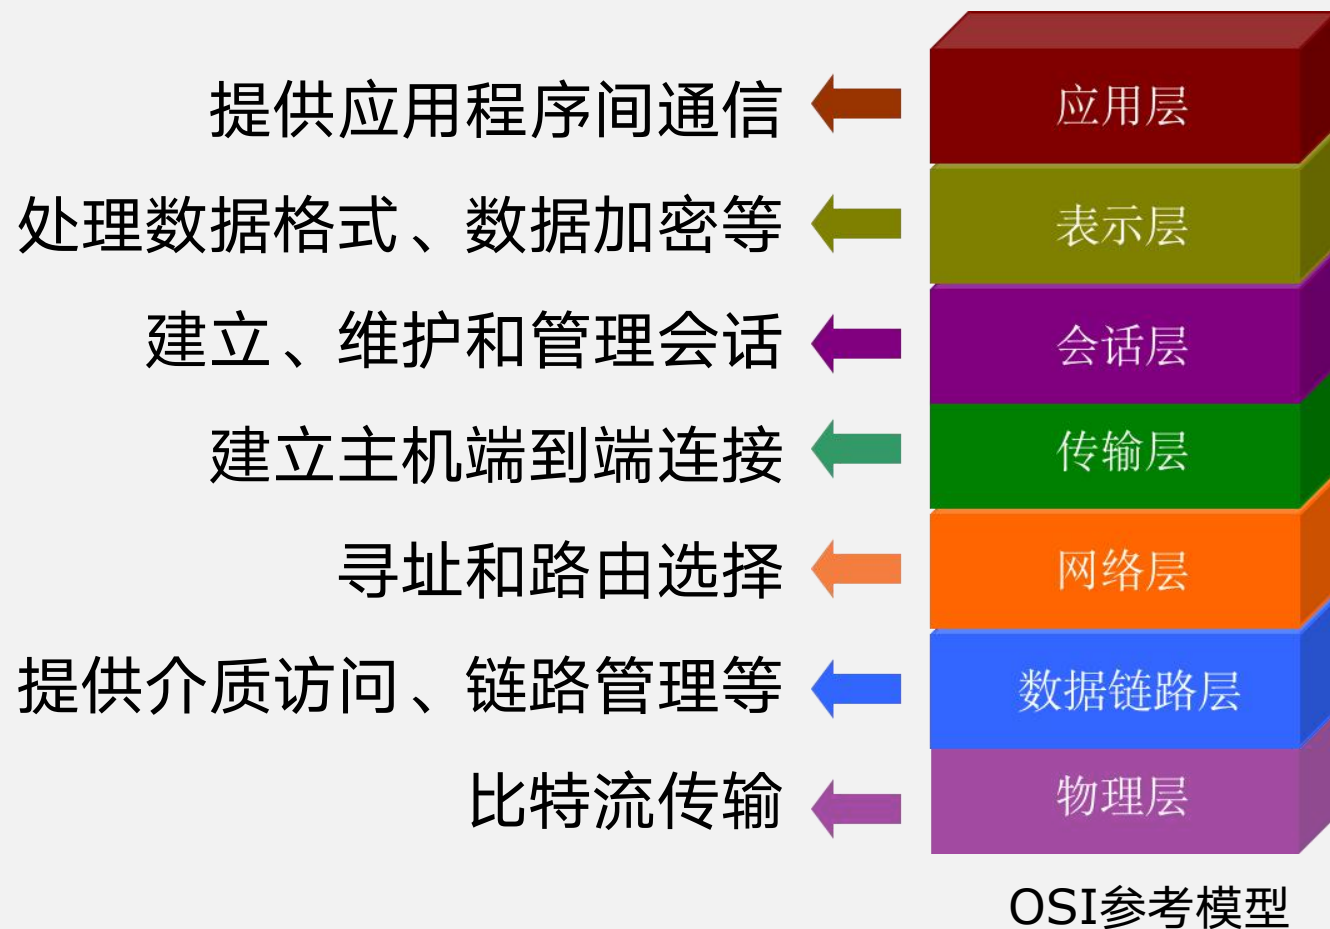 提供应用程序间通信
应用层
处理数据格式、数据加密等
表示层
建立、维护和管理会话
会话层
建立主机端到端连接
传输层
寻址和路由选择
网络层
提供介质访问、链路管理等
数据链路层
比特流传输
物理层
OSI参考模型